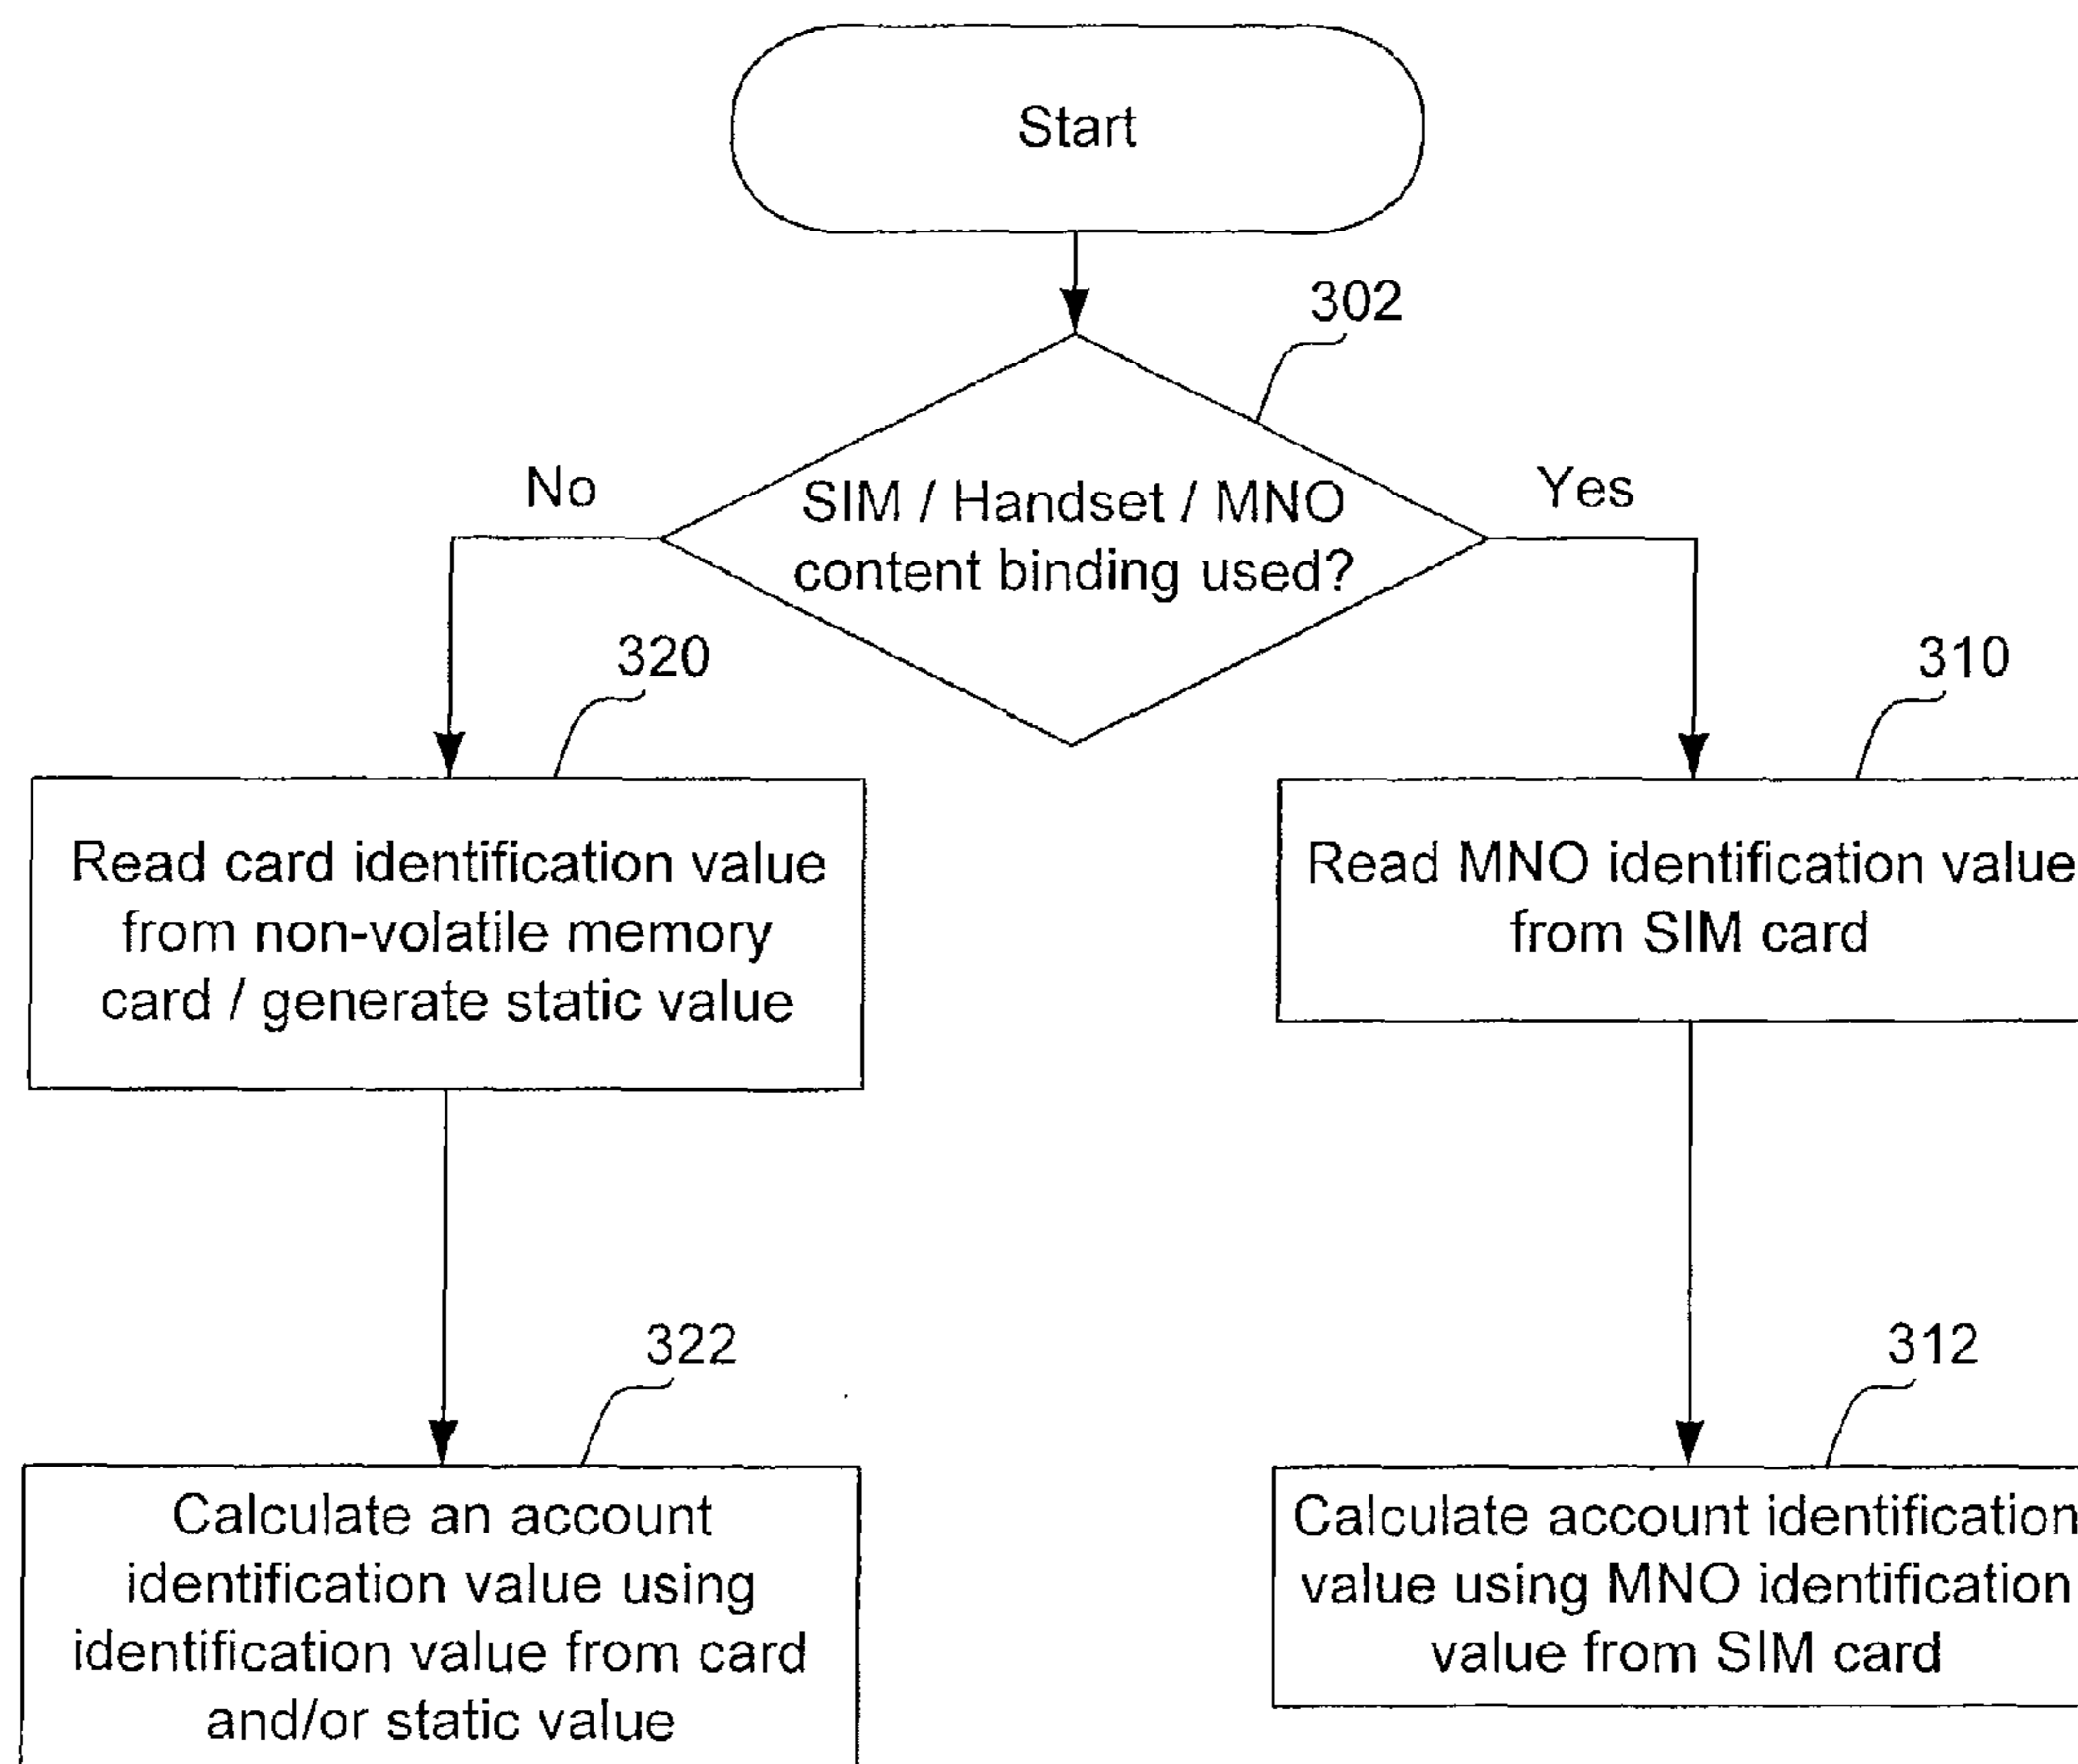 Start
302
No
SIM / Handset / MNO
content binding used?
Yes
320
310
Read card identification value
from non-volatile memory
card / generate static value
Read MNO identification value
from SIM card
322
312
Calculate an account
identification value using
identification value from card
and/or static value
Calculate account identification
value using MNO identification
value from SIM card